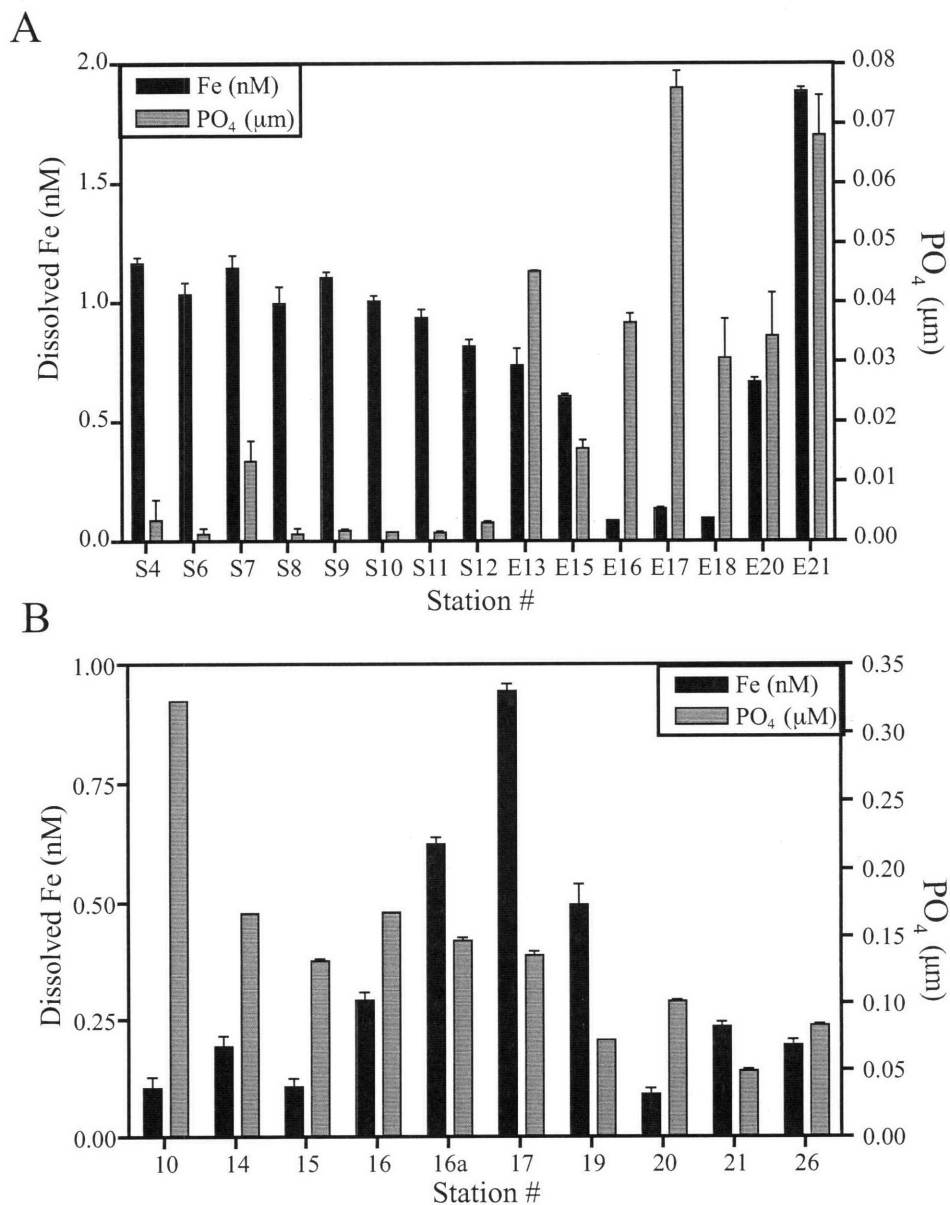 A
2.0
1.5
1.0
0.5
0.0
Dissolved Fe (nM)
Fe (nM)
PO₄ (µm)
0.08
0.07
0.06
0.05
0.04
0.03
0.02
0.01
0.00
PO₄ (µm)
S4 S6 S7 S8 S9 S10 S11 S12 E13 E15 E16 E17 E18 E20 E21
Station #
B
1.00
0.75
0.50
0.25
0.00
Dissolved Fe (nM)
Fe (nM)
PO₄ (µM)
0.35
0.30
0.25
0.20
0.15
0.10
0.05
0.00
PO₄ (µm)
10 14 15 16 16a 17 19 20 21 26
Station #